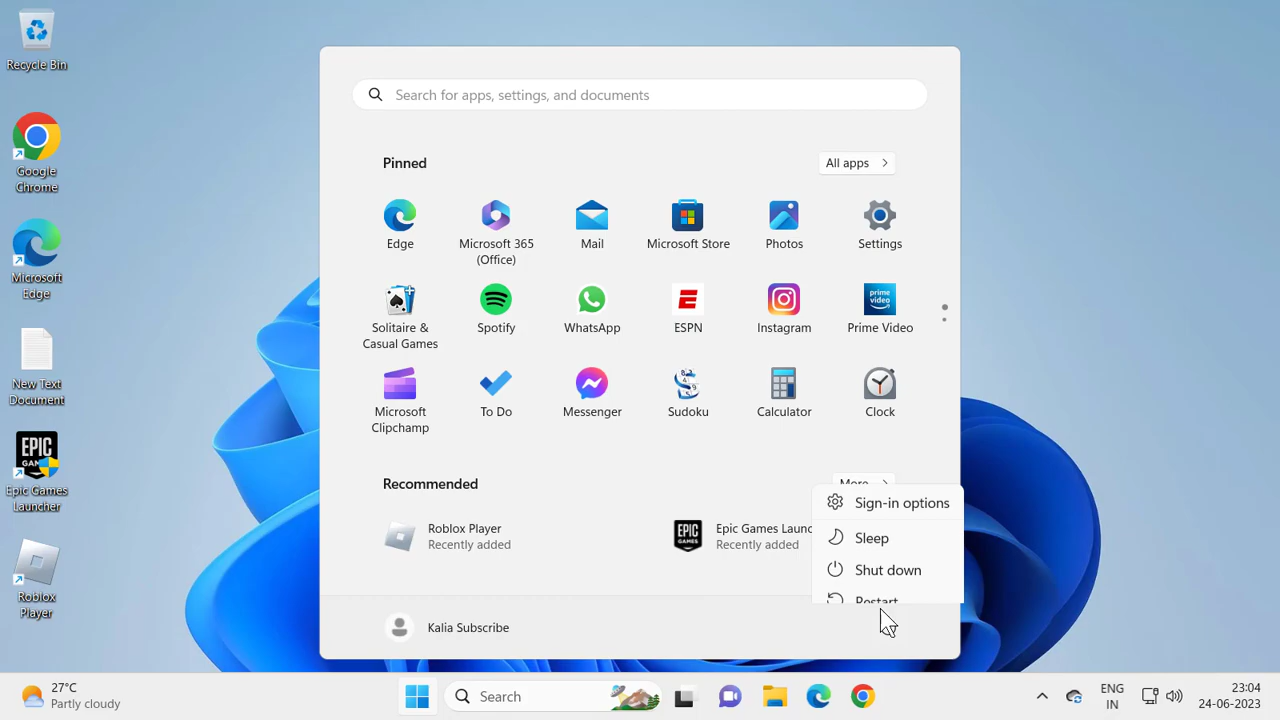 Recycle Bin
Google
Chrome
Microsoft
Edge
New Text
Document
EPIC
GAMES
Epic Games
Launcher
Roblox
Player
Search for apps, settings, and documents
Pinned
All apps
Edge
Microsoft 365
(Office)
Mail
Microsoft Store
Photos
Settings
Solitaire &
Casual Games
Spotify
WhatsApp
ESPN
Instagram
prime
video
Prime Video
Microsoft
Clipchamp
To Do
Messenger
Sudoku
Calculator
Clock
Recommended
More
Roblox Player
Recently added
EPIC
GAMES
Epic Games Launc
Recently added
Sign-in options
Sleep
Shut down
Restart
Kalia Subscribe
27°C
Partly cloudy
Search
ENG
IN
23:04
24-06-2023